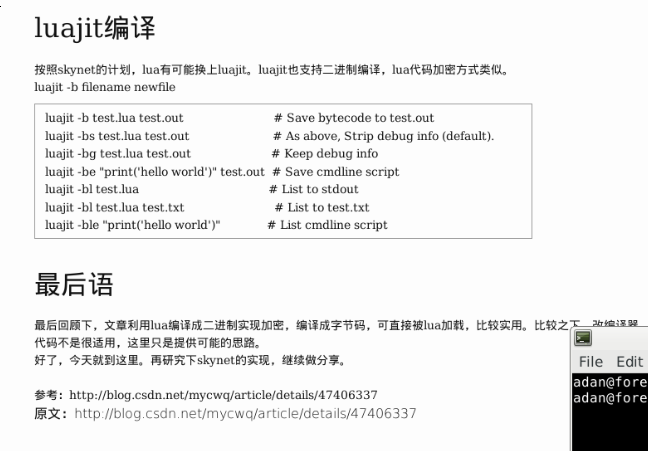 luajit编译
按照skynet的计划，lua有可能换上luajit。luajit也支持二进制编译，lua代码加密方式类似。
luajit -b filename newfile
luajit -b test.lua test.out # Save bytecode to test.out
luajit -bs test.lua test.out # As above, Strip debug info (default).
luajit -bg test.lua test.out # Keep debug info
luajit -be "print('hello world')" test.out # Save cmdline script
luajit -bl test.lua # List to stdout
luajit -bl test.lua test.txt # List to test.txt
luajit -ble "print('hello world')" # List cmdline script
最后语
最后回顾下，文章利用lua编译成二进制实现加密，编译成字节码，可直接被lua加载，比较实用。比较之下，改编译器
代码不是很适用，这里只是提供可能的思路。
好了，今天就到这里。再研究下skynet的实现，继续做分享。
参考：http://blog.csdn.net/mycwq/article/details/47406337
原文：http://blog.csdn.net/mycwq/article/details/47406337
File Edit
adan@fore
adan@fore